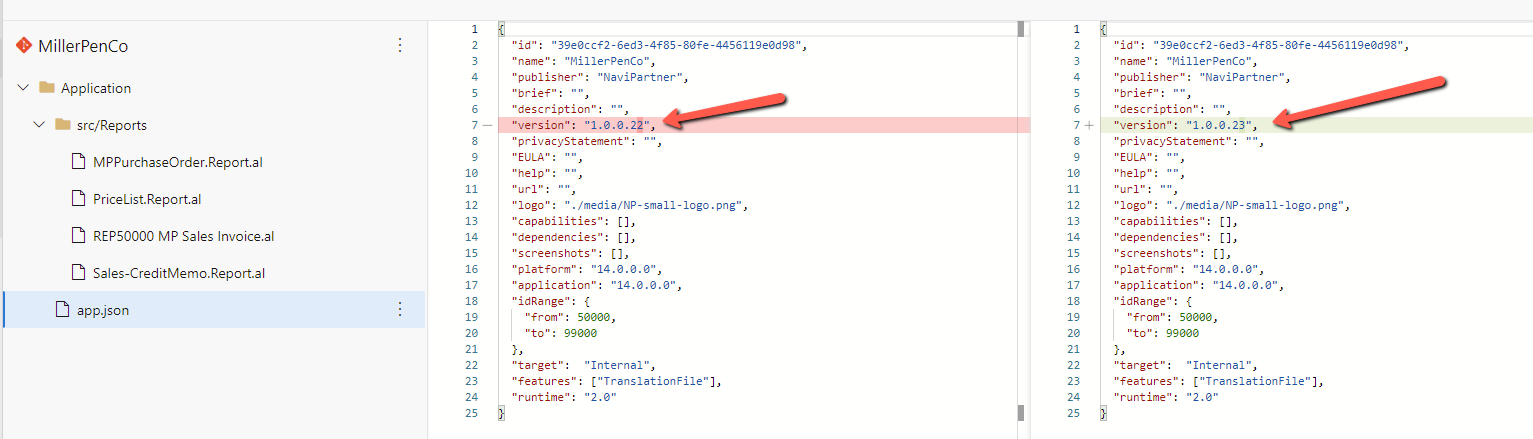 MillerPenCo
Application
src/Reports
MPPurchaseOrder.Report.al
PriceList.Report.al
REP50000 MP Sales Invoice.al
Sales-CreditMemo.Report.al
app.json
1 {
2 "id": "39e0ccf2-6ed3-4f85-80fe-4456119e0d98",
3 "name": "MillerPenCo",
4 "publisher": "NaviPartner",
5 "brief": "",
6 "description": "",
7 — "version": "1.0.0.22",
8 "privacyStatement": "",
9 "EULA": "",
10 "help": "",
11 "url": "",
12 "logo": "./media/NP-small-logo.png",
13 "capabilities": [],
14 "dependencies": [],
15 "screenshots": [],
16 "platform": "14.0.0.0",
17 "application": "14.0.0.0",
18 "idRange": {
19 "from": 50000,
20 "to": 99000
21 },
22 "target":  "Internal",
23 "features": ["TranslationFile"],
24 "runtime": "2.0"
25 }
1 {
2 "id": "39e0ccf2-6ed3-4f85-80fe-4456119e0d98",
3 "name": "MillerPenCo",
4 "publisher": "NaviPartner",
5 "brief": "",
6 "description": "",
7 + "version": "1.0.0.23",
8 "privacyStatement": "",
9 "EULA": "",
10 "help": "",
11 "url": "",
12 "logo": "./media/NP-small-logo.png",
13 "capabilities": [],
14 "dependencies": [],
15 "screenshots": [],
16 "platform": "14.0.0.0",
17 "application": "14.0.0.0",
18 "idRange": {
19 "from": 50000,
20 "to": 99000
21 },
22 "target":  "Internal",
23 "features": ["TranslationFile"],
24 "runtime": "2.0"
25 }